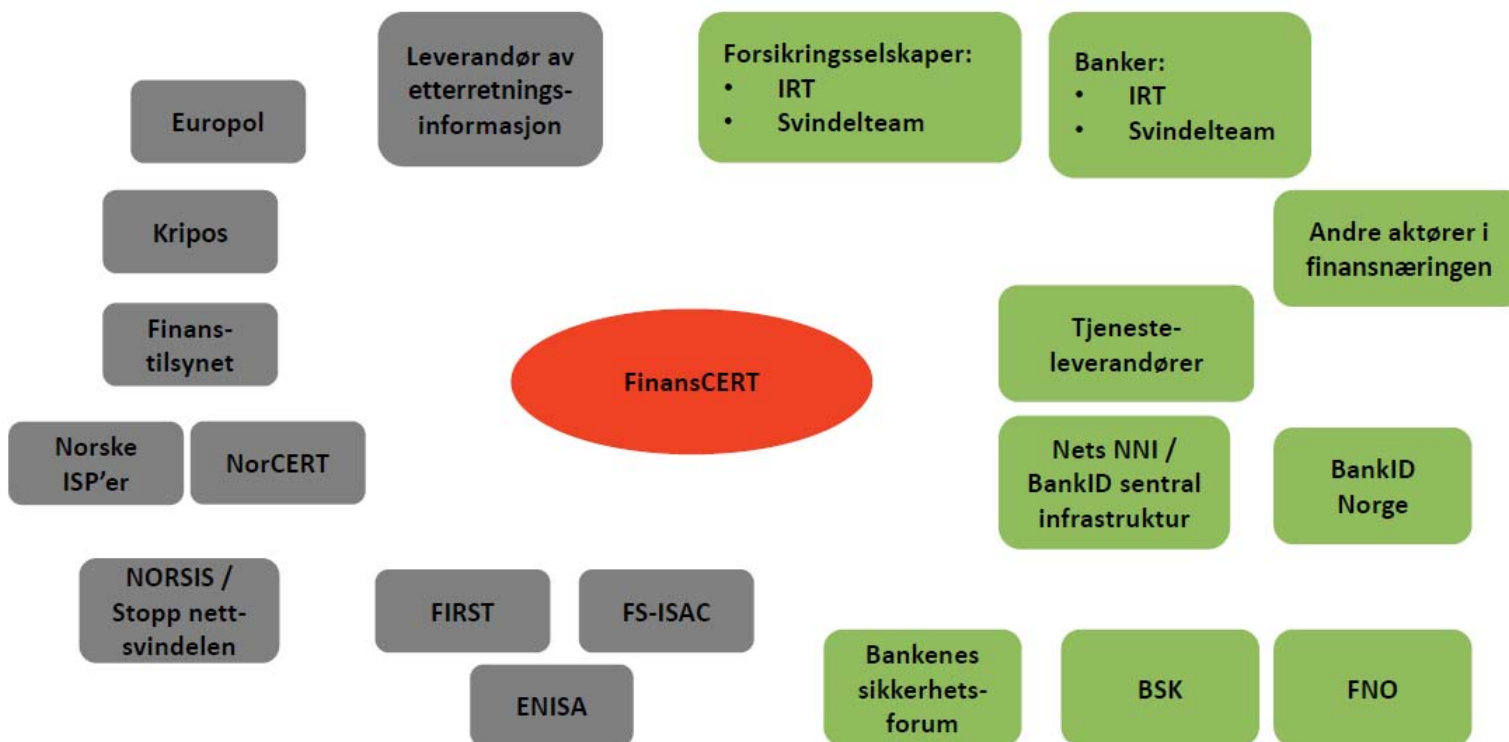 Leverandør av
etterretnings-
informasjon
Forsikringsselskaper:
• IRT
• Svindelteam
Banker:
• IRT
• Svindelteam
Europol
Kripos
Andre aktører i
finansnæringen
Finans-
tilsynet
FinansCERT
Tjeneste-
leverandører
Norske
ISP’er
NorCERT
Nets NNI /
BankID sentral
infrastruktur
BankID
Norge
NORSIS /
Stopp nett-
svindelen
FIRST
FS-ISAC
ENISA
Bankenes
sikkerhets-
forum
BSK
FNO